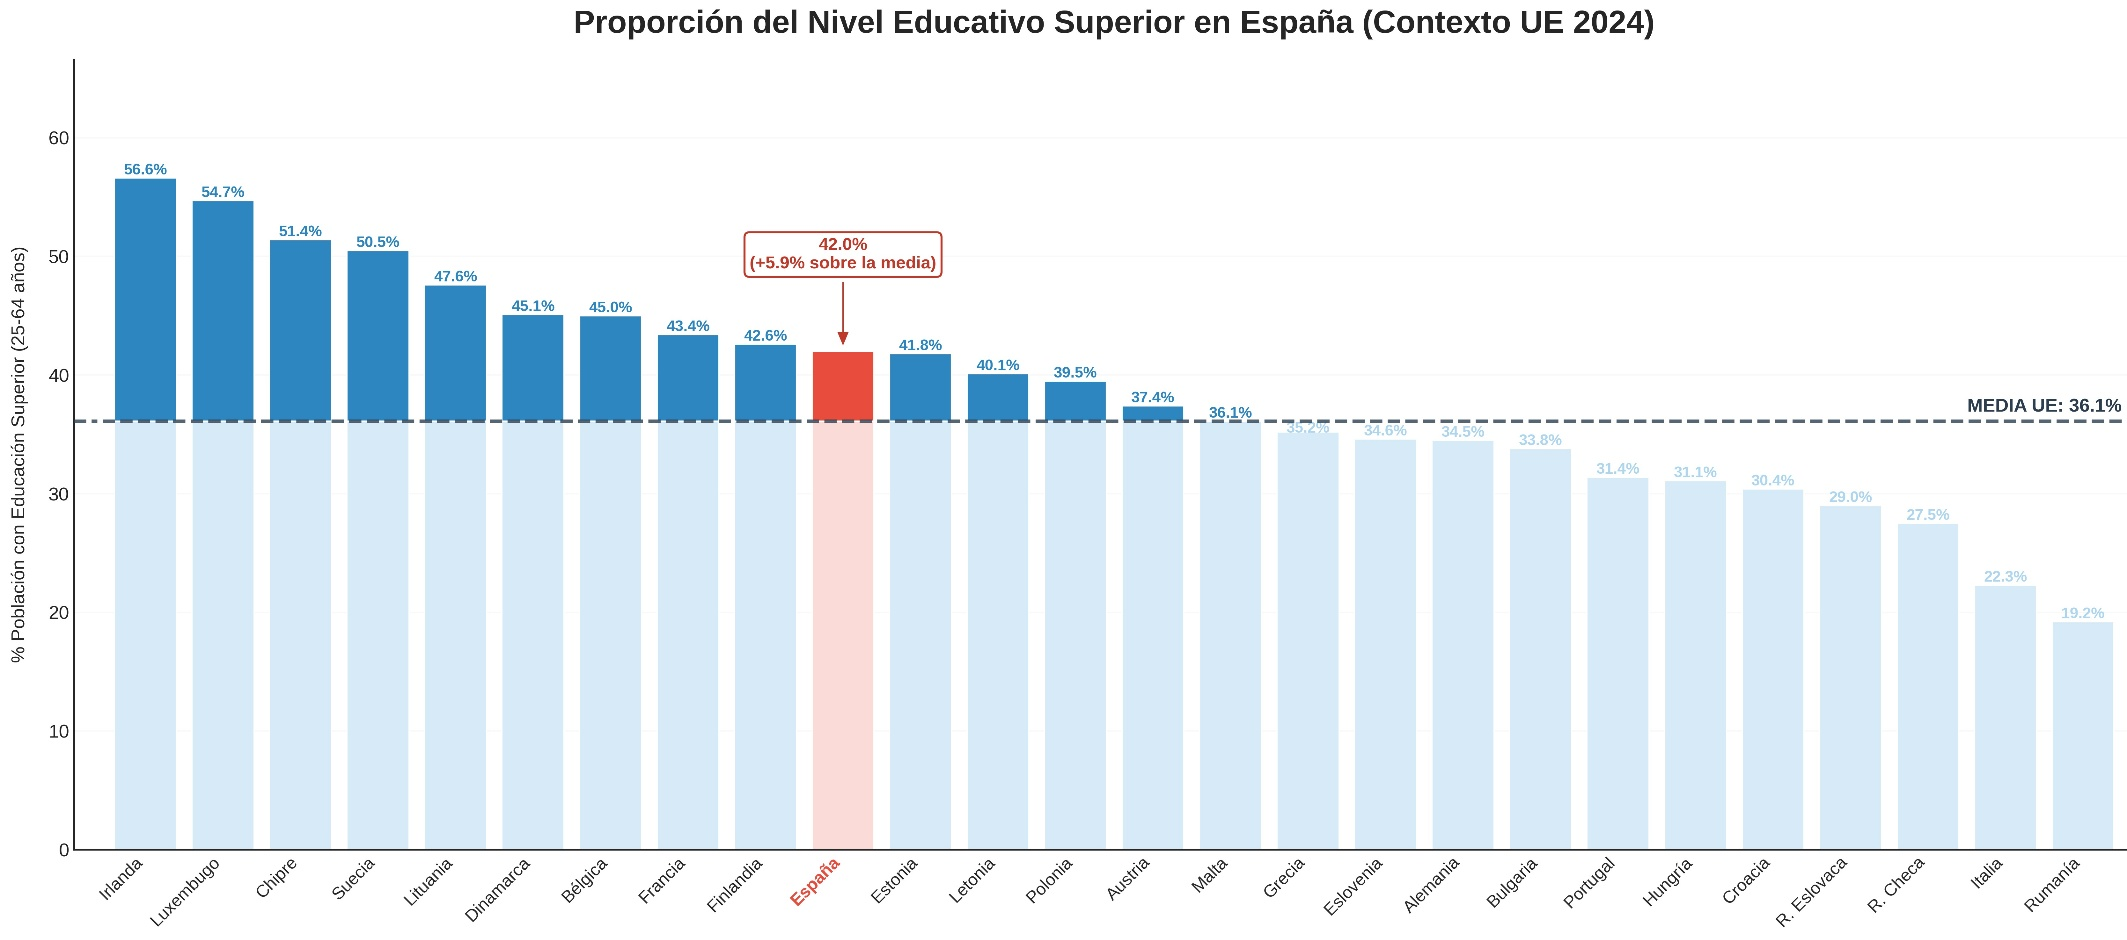 Proporción del Nivel Educativo Superior en España (Contexto UE 2024)
% Población con Educación Superior (25-64 años)
60
50
40
30
20
10
0
56.6%
54.7%
51.4%
50.5%
47.6%
45.1%
45.0%
43.4%
42.6%
42.0%
(+5.9% sobre la media)
41.8%
40.1%
39.5%
37.4%
36.1%
35.2%
34.6%
34.5%
33.8%
31.4%
31.1%
30.4%
29.0%
27.5%
22.3%
19.2%
MEDIA UE: 36.1%
Irlanda
Luxembugo
Chipre
Suecia
Lituania
Dinamarca
Bélgica
Francia
Finlandia
España
Estonia
Letonia
Polonia
Austria
Malta
Grecia
Eslovenia
Alemania
Bulgaria
Portugal
Hungría
Croacia
R. Eslovaca
R. Checa
Italia
Rumanía